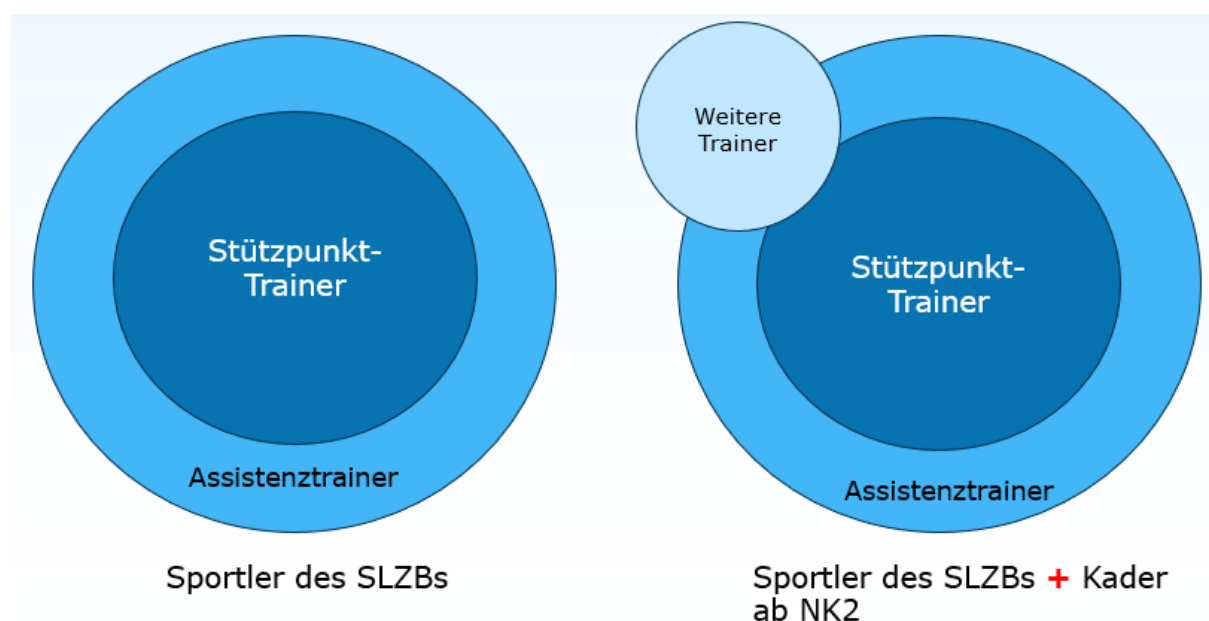 Stützpunkt-
Trainer
Assistenztrainer
Sportler des SLZBs
Weitere
Trainer
Stützpunkt-
Trainer
Assistenztrainer
Sportler des SLZBs + Kader
ab NK2